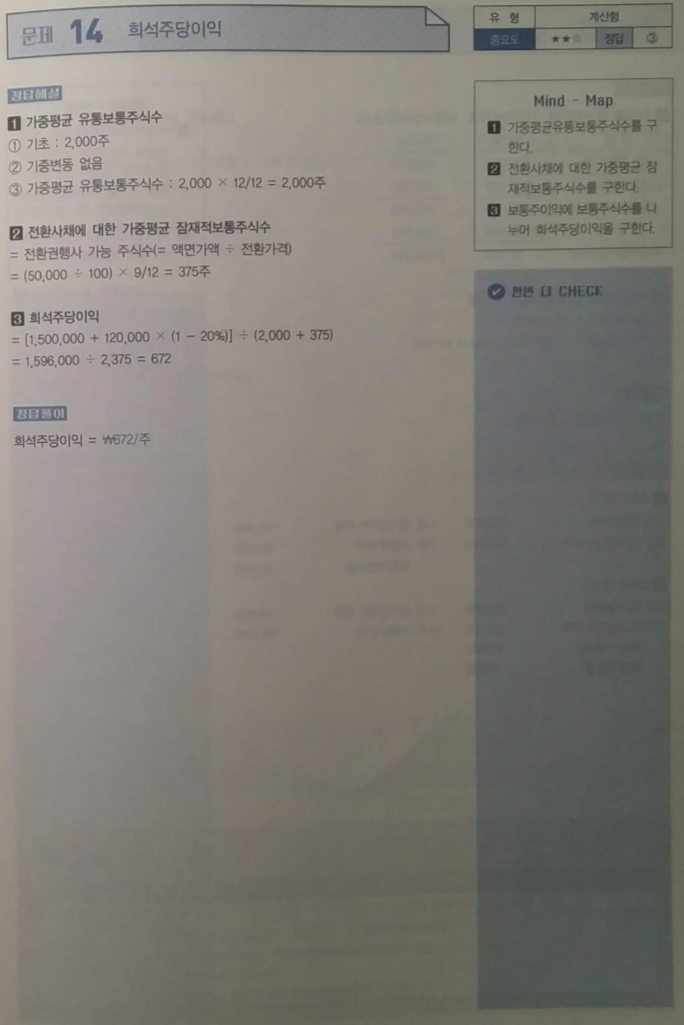 문제 14 희석주당이익
유 형 계산형
중요도 ★★☆ 정답 ③
정답해설
1 가중평균 유통보통주식수
① 기초 : 2,000주
② 기중변동 없음
③ 가중평균 유통보통주식수 : 2,000 × 12/12 = 2,000주
2 전환사채에 대한 가중평균 잠재적보통주식수
= 전환권행사 가능 주식수(= 액면가액 ÷ 전환가격)
= (50,000 ÷ 100) × 9/12 = 375주
3 희석주당이익
= [1,500,000 + 120,000 × (1 − 20%)] ÷ (2,000 + 375)
= 1,596,000 ÷ 2,375 = 672
정답풀이
희석주당이익 = ₩672/주
Mind - Map
1 가중평균유통보통주식수를 구
한다.
2 전환사채에 대한 가중평균 잠
재적보통주식수를 구한다.
3 보통주이익에 보통주식수를 나
누어 희석주당이익을 구한다.
한번 더 CHECK